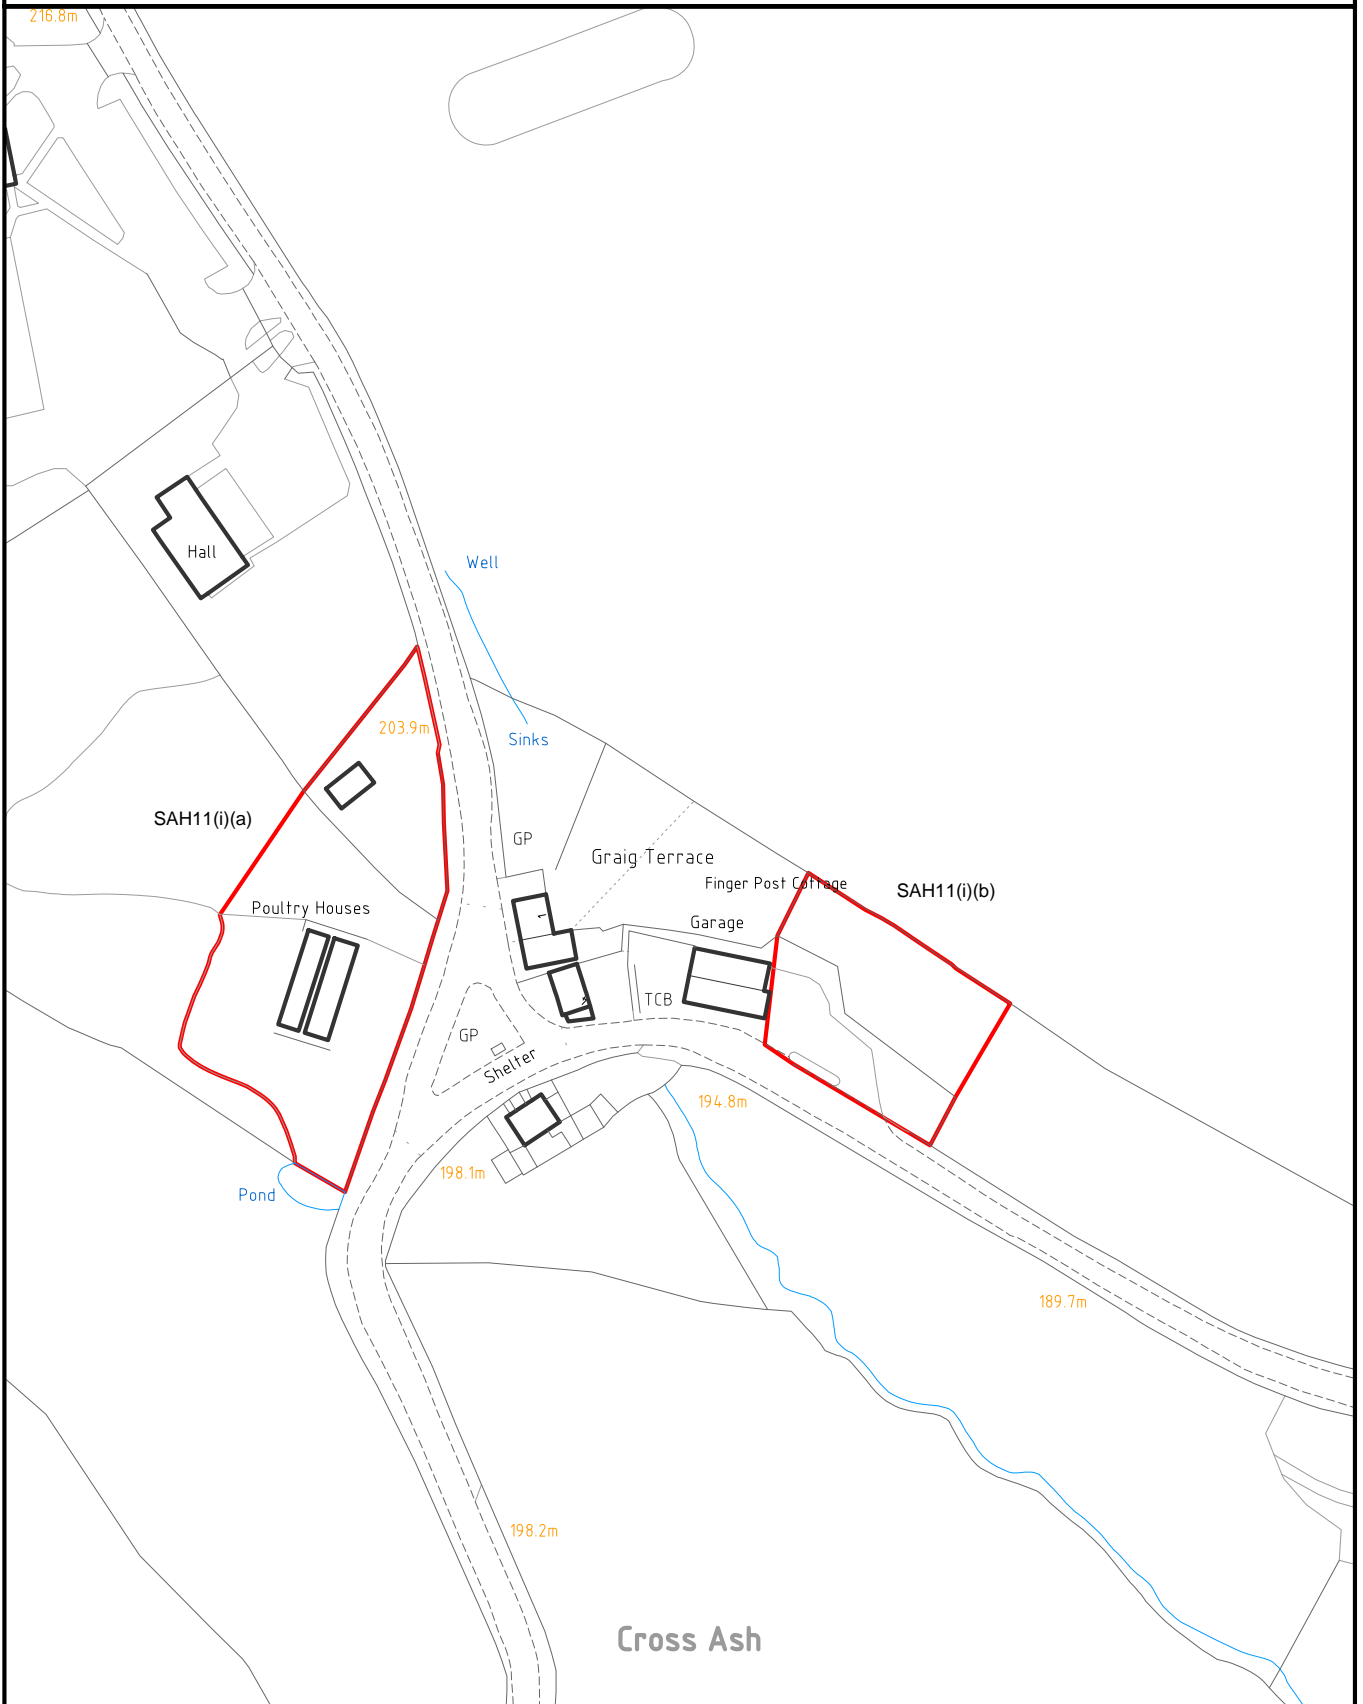 216.8m
Hall
Well
203.9m
Sinks
SAH11(i)(a)
GP
Graig Terrace
Finger Post Cottage
SAH11(i)(b)
Poultry Houses
1
Garage
TCB
GP
Shelter
194.8m
198.1m
Pond
189.7m
198.2m
Cross Ash